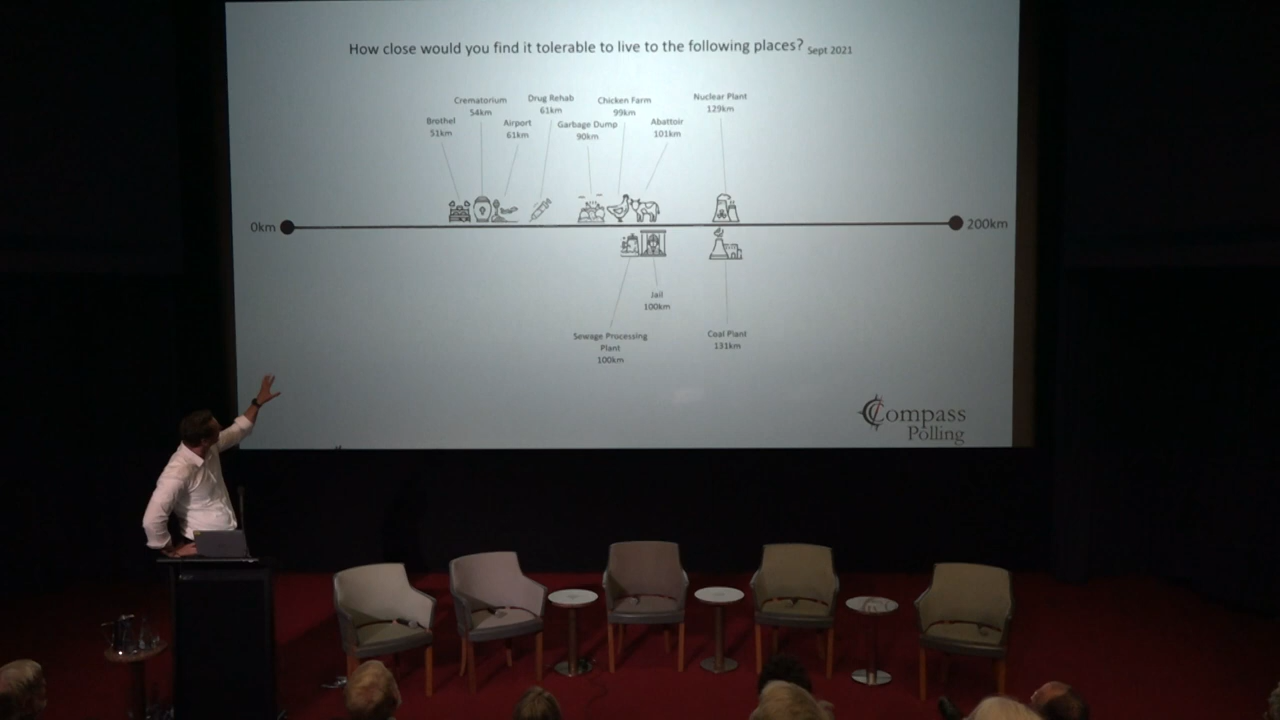 How close would you find it tolerable to live to the following places? Sept 2021
Crematorium
54km
Drug Rehab
61km
Chicken Farm
99km
Nuclear Plant
129km
Brothel
51km
Airport
61km
Garbage Dump
90km
Abattoir
101km
0km
200km
Jail
100km
Sewage Processing
Plant
100km
Coal Plant
131km
Compass
Polling